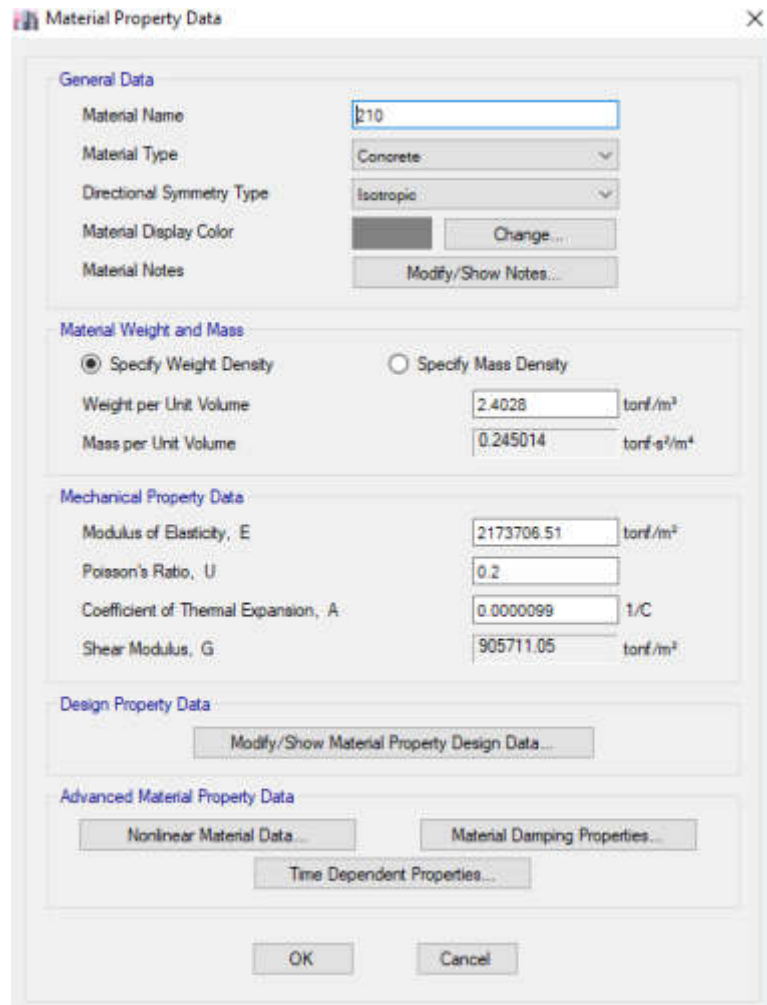 Material Property Data
General Data
Material Name 210
Material Type Concrete
Directional Symmetry Type Isotropic
Material Display Color Change...
Material Notes Modify/Show Notes...
Material Weight and Mass
Specify Weight Density Specify Mass Density
Weight per Unit Volume 2.4028 tonf/m³
Mass per Unit Volume 0.245014 tonf-s²/m⁴
Mechanical Property Data
Modulus of Elasticity, E 2173706.51 tonf/m²
Poisson's Ratio, U 0.2
Coefficient of Thermal Expansion, A 0.0000099 1/C
Shear Modulus, G 905711.05 tonf/m²
Design Property Data
Modify/Show Material Property Design Data...
Advanced Material Property Data
Nonlinear Material Data... Material Damping Properties...
Time Dependent Properties...
OK Cancel